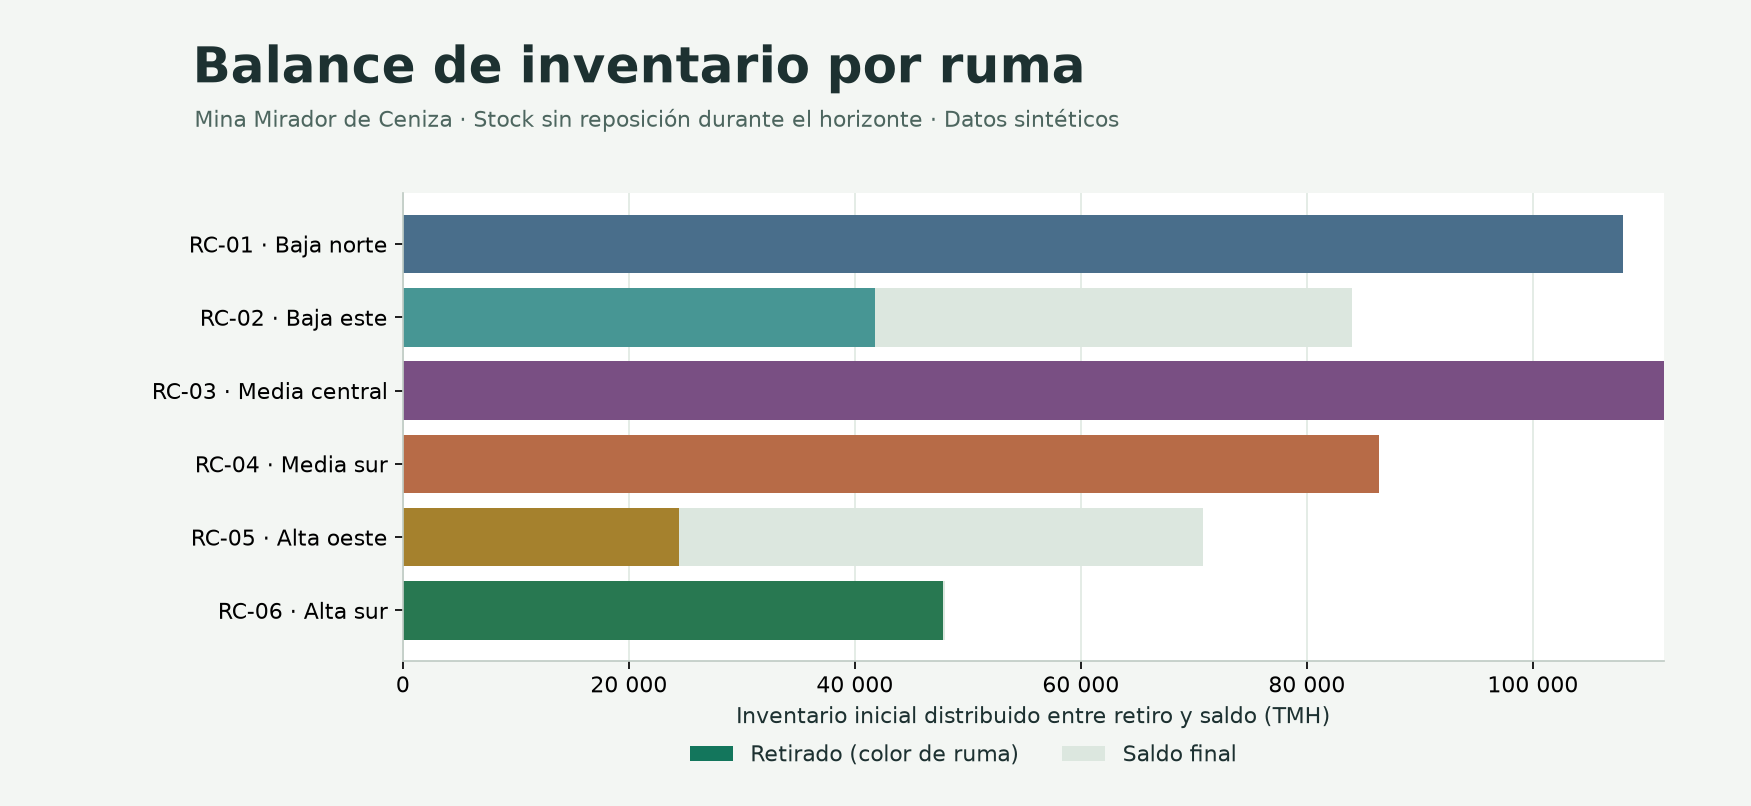 Balance de inventario por ruma
Mina Mirador de Ceniza · Stock sin reposición durante el horizonte · Datos sintéticos
RC-01 · Baja norte
RC-02 · Baja este
RC-03 · Media central
RC-04 · Media sur
RC-05 · Alta oeste
RC-06 · Alta sur
0 20 000 40 000 60 000 80 000 100 000
Inventario inicial distribuido entre retiro y saldo (TMH)
Retirado (color de ruma) Saldo final